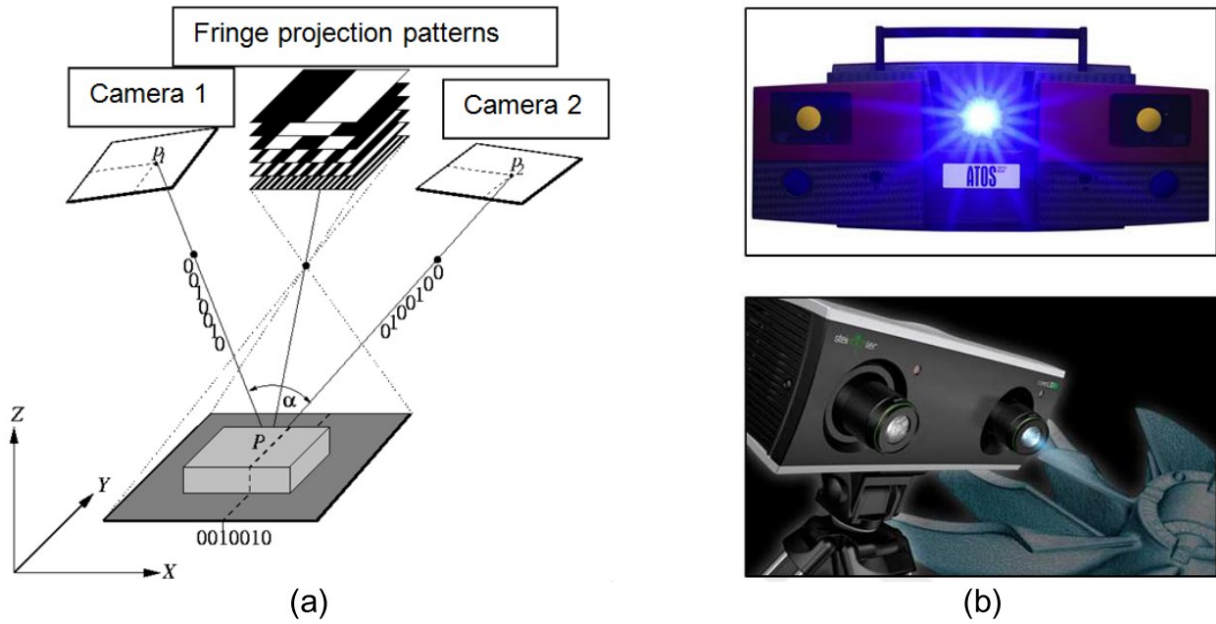 Fringe projection patterns
Camera 1
Camera 2
p1
p2
0010010
0100100
α
P
Z
Y
X
0010010
ATOS
(a)
(b)